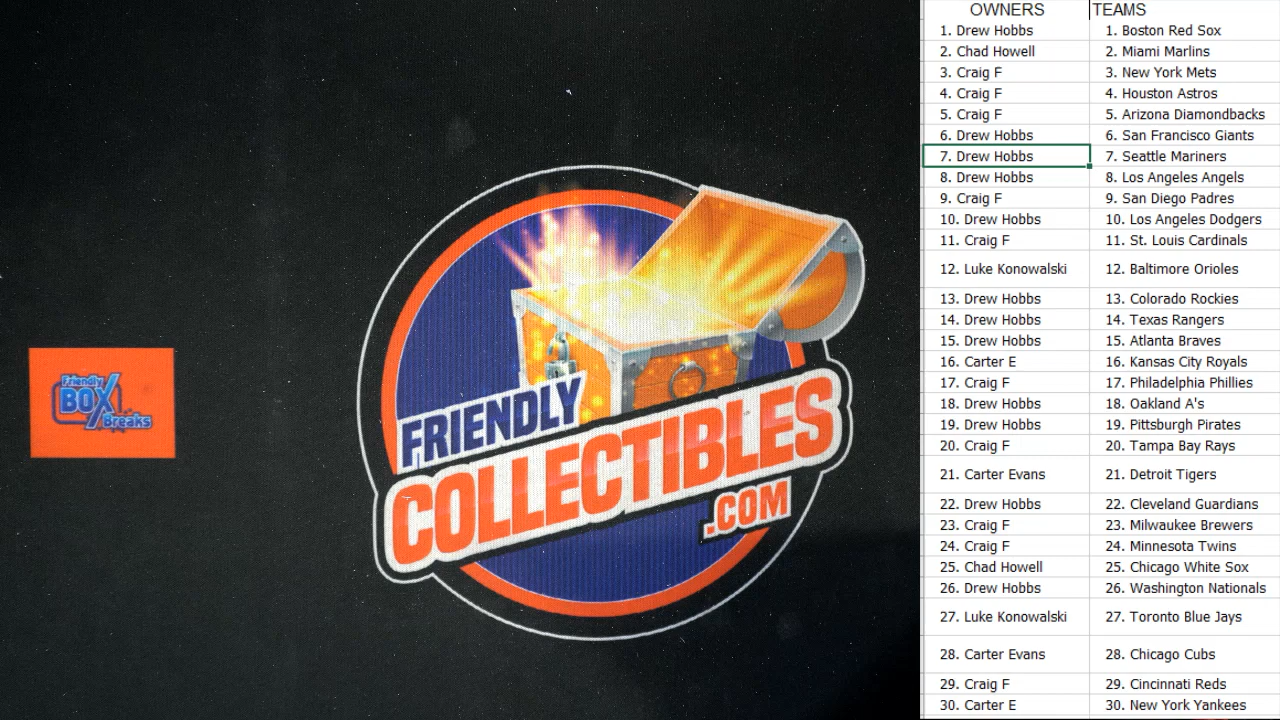 Friendly
BOX
Breaks
FRIENDLY
COLLECTIBLES
.COM
OWNERS TEAMS
1. Drew Hobbs 1. Boston Red Sox
2. Chad Howell 2. Miami Marlins
3. Craig F 3. New York Mets
4. Craig F 4. Houston Astros
5. Craig F 5. Arizona Diamondbacks
6. Drew Hobbs 6. San Francisco Giants
7. Drew Hobbs 7. Seattle Mariners
8. Drew Hobbs 8. Los Angeles Angels
9. Craig F 9. San Diego Padres
10. Drew Hobbs 10. Los Angeles Dodgers
11. Craig F 11. St. Louis Cardinals
12. Luke Konowalski 12. Baltimore Orioles
13. Drew Hobbs 13. Colorado Rockies
14. Drew Hobbs 14. Texas Rangers
15. Drew Hobbs 15. Atlanta Braves
16. Carter E 16. Kansas City Royals
17. Craig F 17. Philadelphia Phillies
18. Drew Hobbs 18. Oakland A's
19. Drew Hobbs 19. Pittsburgh Pirates
20. Craig F 20. Tampa Bay Rays
21. Carter Evans 21. Detroit Tigers
22. Drew Hobbs 22. Cleveland Guardians
23. Craig F 23. Milwaukee Brewers
24. Craig F 24. Minnesota Twins
25. Chad Howell 25. Chicago White Sox
26. Drew Hobbs 26. Washington Nationals
27. Luke Konowalski 27. Toronto Blue Jays
28. Carter Evans 28. Chicago Cubs
29. Craig F 29. Cincinnati Reds
30. Carter E 30. New York Yankees